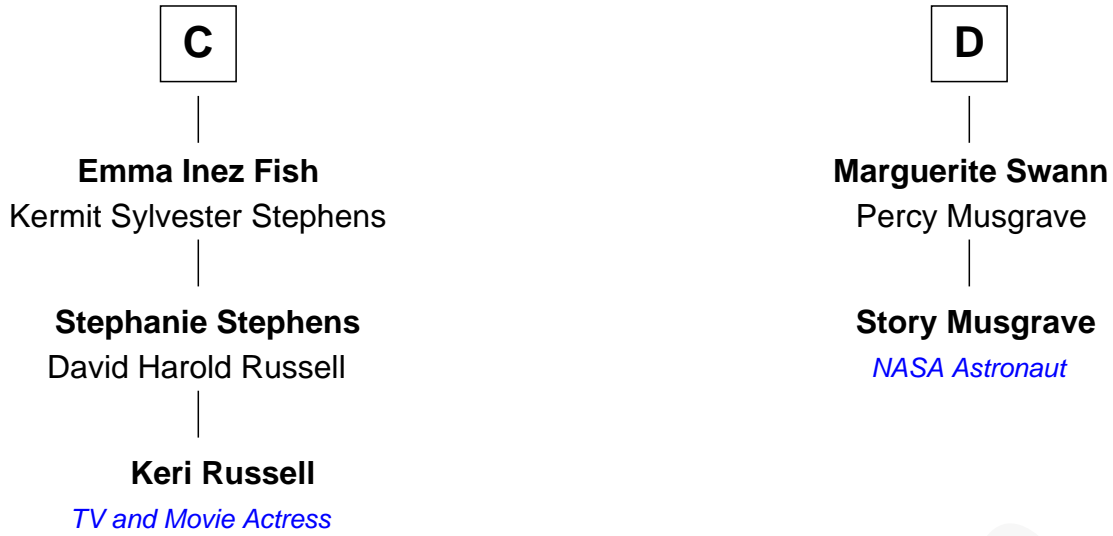 C
D
Emma Inez Fish
Kermit Sylvester Stephens
Marguerite Swann
Percy Musgrave
Stephanie Stephens
David Harold Russell
Story Musgrave
NASA Astronaut
Keri Russell
TV and Movie Actress